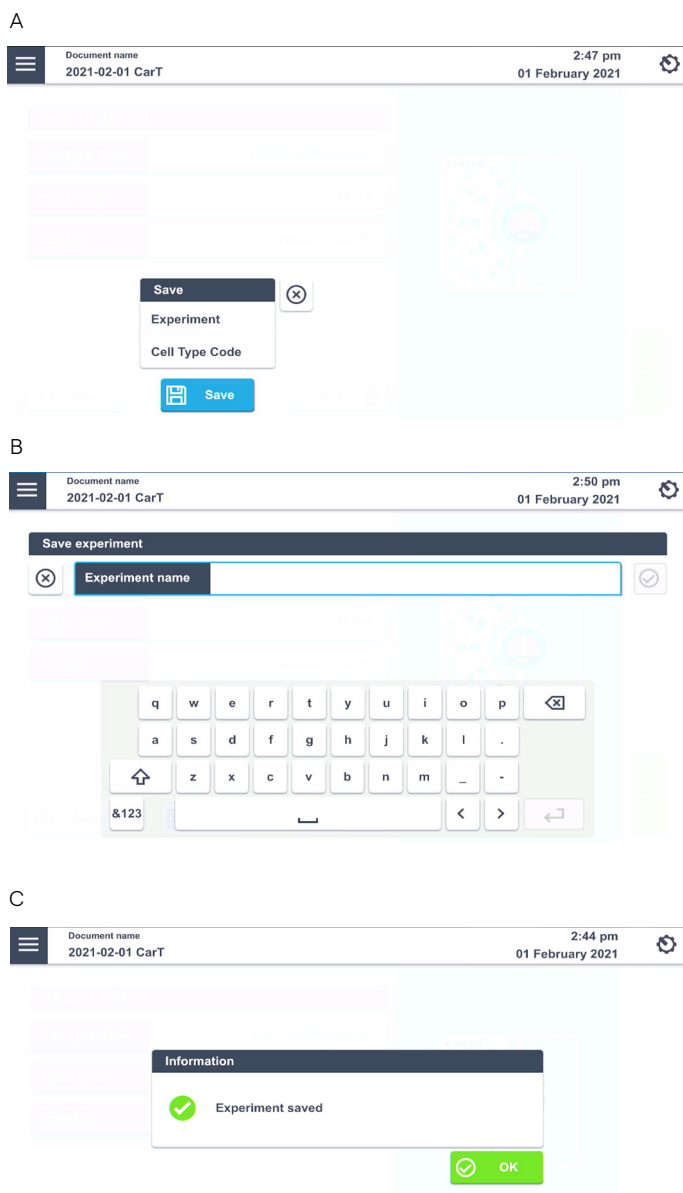 A
Document name
2021-02-01 CarT
2:47 pm
01 February 2021
Save
Experiment
Cell Type Code
Save
B
Document name
2021-02-01 CarT
2:50 pm
01 February 2021
Save experiment
Experiment name
q w e r t y u i o p
a s d f g h j k l .
z x c v b n m _ -
&123 < >
C
Document name
2021-02-01 CarT
2:44 pm
01 February 2021
Information
Experiment saved
OK